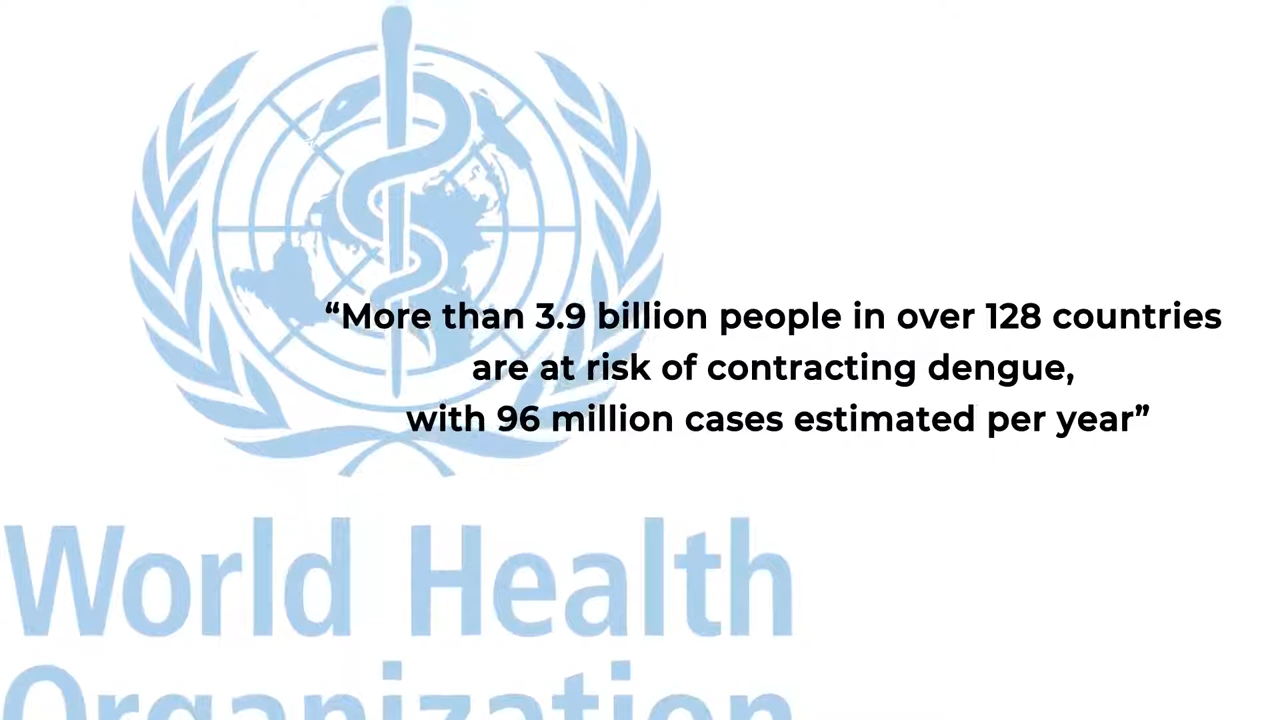 “More than 3.9 billion people in over 128 countries
are at risk of contracting dengue,
with 96 million cases estimated per year”
World Health
Organization